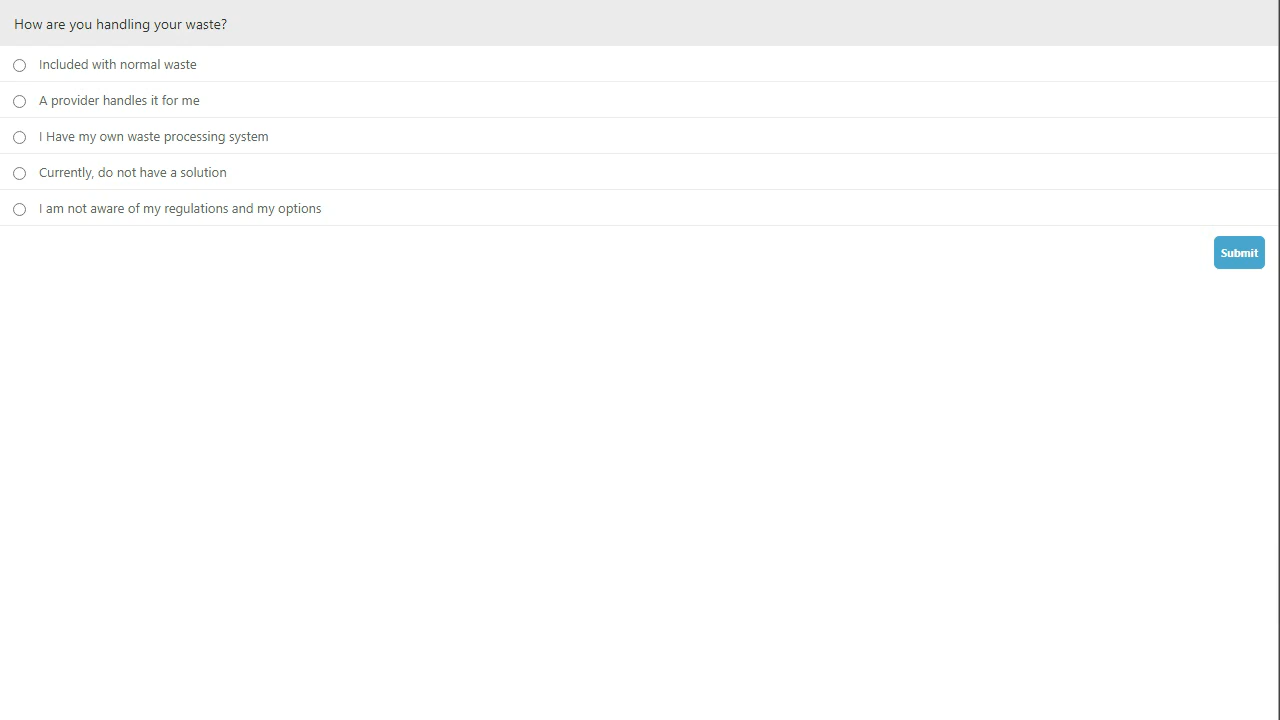 How are you handling your waste?
Included with normal waste
A provider handles it for me
I Have my own waste processing system
Currently, do not have a solution
I am not aware of my regulations and my options
Submit